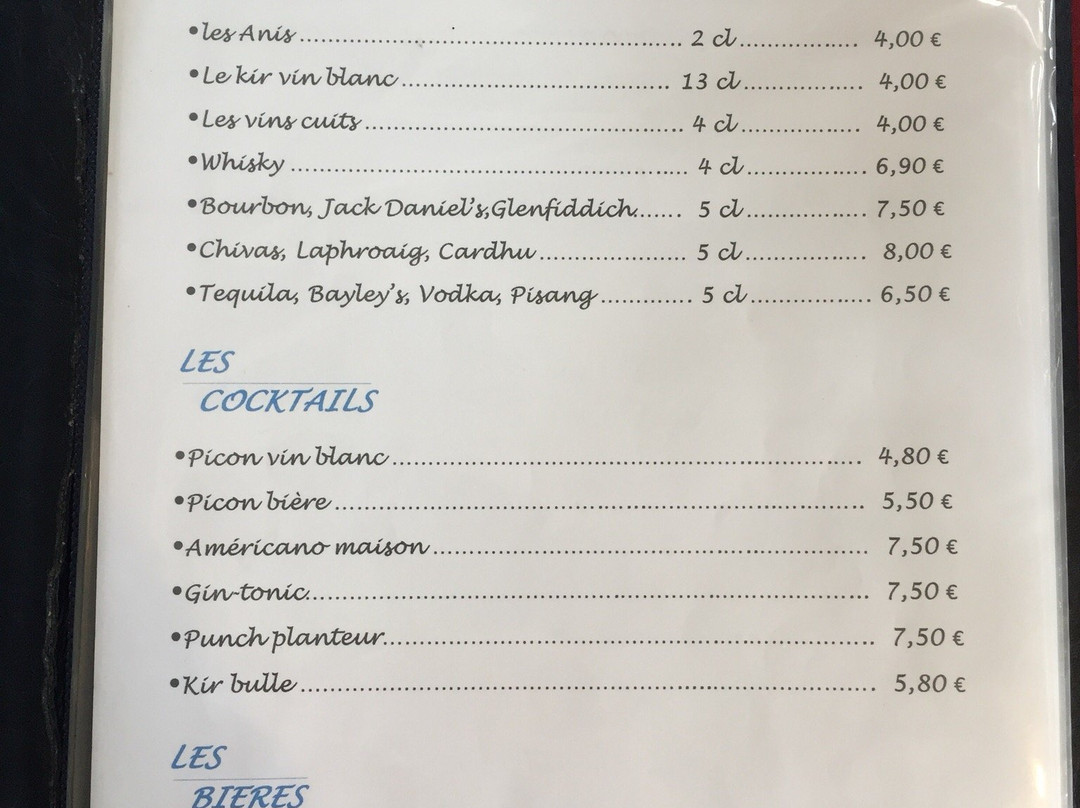 •les Anis........................................................ 2 cl................. 4,00 €
•Le kir vin blanc........................................ 13 cl................. 4,00 €
•Les vins cuits............................................... 4 cl................. 4,00 €
•Whisky .......................................................... 4 cl................. 6,90 €
•Bourbon, Jack Daniel's,Glenfiddich...... 5 cl................. 7,50 €
•Chivas, Laphroaig, Cardhu...................... 5 cl................. 8,00 €
•Tequila, Bayley's, Vodka, Pisang............. 5 cl................. 6,50 €
LES
COCKTAILS
•Picon vin blanc..................................................................... 4,80 €
•Picon bière............................................................................. 5,50 €
•Américano maison............................................................... 7,50 €
•Gin-tonic................................................................................. 7,50 €
•Punch planteur...................................................................... 7,50 €
•Kir bulle.................................................................................. 5,80 €
LES
BIERES